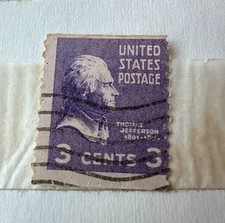 UNITED
STATES
POSTAGE
THOMAS
JEFFERSON
3 CENTS 3